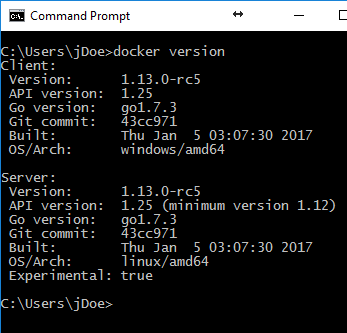 Command Prompt
C:\Users\jDoe>docker version
Client:
 Version:      1.13.0-rc5
 API version:  1.25
 Go version:   go1.7.3
 Git commit:   43cc971
 Built:        Thu Jan  5 03:07:30 2017
 OS/Arch:      windows/amd64

Server:
 Version:      1.13.0-rc5
 API version:  1.25 (minimum version 1.12)
 Go version:   go1.7.3
 Git commit:   43cc971
 Built:        Thu Jan  5 03:07:30 2017
 OS/Arch:      linux/amd64
 Experimental: true

C:\Users\jDoe>